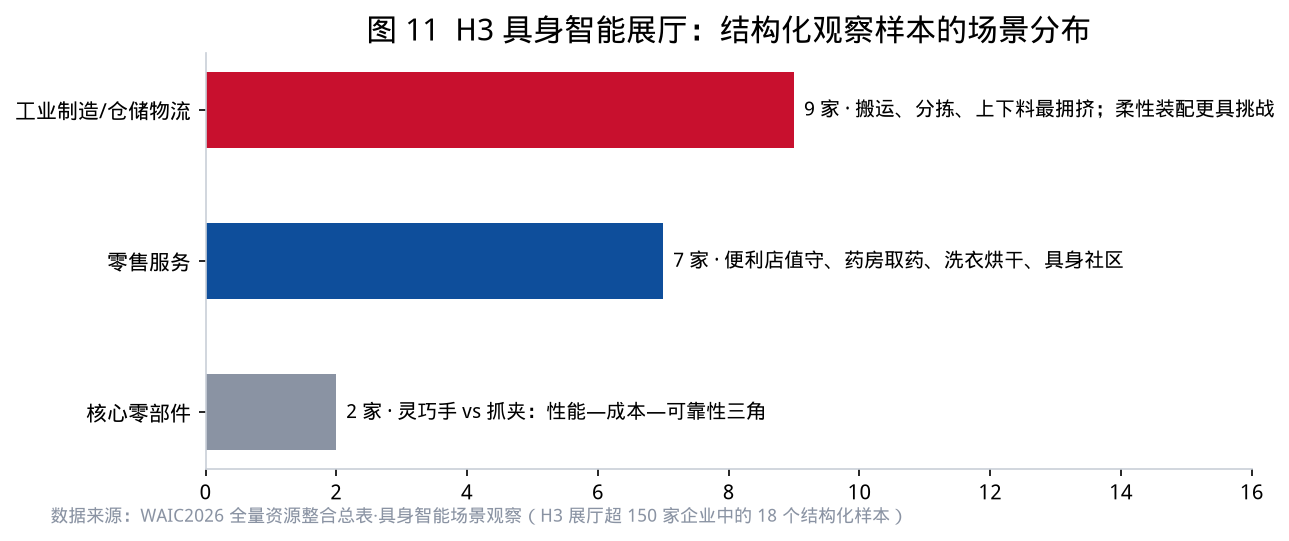 图 11 H3 具身智能展厅：结构化观察样本的场景分布
工业制造/仓储物流
9 家 · 搬运、分拣、上下料最拥挤；柔性装配更具挑战
零售服务
7 家 · 便利店值守、药房取药、洗衣烘干、具身社区
核心零部件
2 家 · 灵巧手 vs 抓夹：性能—成本—可靠性三角
0 2 4 6 8 10 12 14 16
数据来源：WAIC2026 全量资源整合总表·具身智能场景观察（H3 展厅超 150 家企业中的 18 个结构化样本）